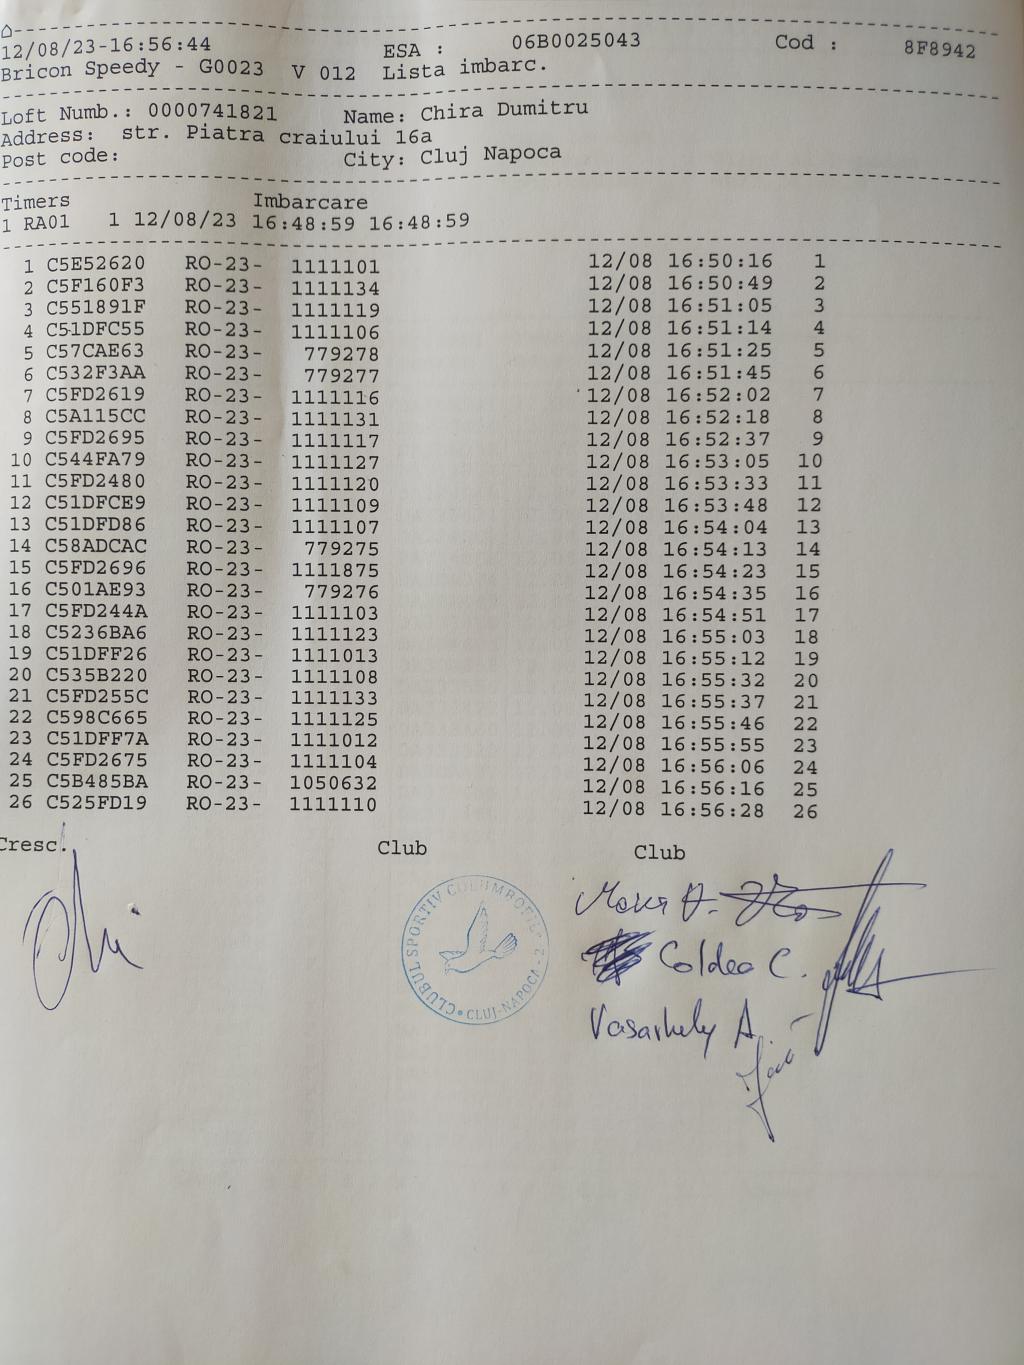 12/08/23-16:56:44 ESA : 06B0025043 Cod : 8F8942
Bricon Speedy - G0023 V 012 Lista imbarc.
Loft Numb.: 0000741821 Name: Chira Dumitru
Address: str. Piatra craiului 16a
Post code: City: Cluj Napoca
Timers Imbarcare
1 RA01 1 12/08/23 16:48:59 16:48:59
1 C5E52620 RO-23- 1111101 12/08 16:50:16 1
2 C5F160F3 RO-23- 1111134 12/08 16:50:49 2
3 C551891F RO-23- 1111119 12/08 16:51:05 3
4 C51DFC55 RO-23- 1111106 12/08 16:51:14 4
5 C57CAE63 RO-23- 779278 12/08 16:51:25 5
6 C532F3AA RO-23- 779277 12/08 16:51:45 6
7 C5FD2619 RO-23- 1111116 12/08 16:52:02 7
8 C5A115CC RO-23- 1111131 12/08 16:52:18 8
9 C5FD2695 RO-23- 1111117 12/08 16:52:37 9
10 C544FA79 RO-23- 1111127 12/08 16:53:05 10
11 C5FD2480 RO-23- 1111120 12/08 16:53:33 11
12 C51DFCE9 RO-23- 1111109 12/08 16:53:48 12
13 C51DFD86 RO-23- 1111107 12/08 16:54:04 13
14 C58ADCAC RO-23- 779275 12/08 16:54:13 14
15 C5FD2696 RO-23- 1111875 12/08 16:54:23 15
16 C501AE93 RO-23- 779276 12/08 16:54:35 16
17 C5FD244A RO-23- 1111103 12/08 16:54:51 17
18 C5236BA6 RO-23- 1111123 12/08 16:55:03 18
19 C51DFF26 RO-23- 1111013 12/08 16:55:12 19
20 C535B220 RO-23- 1111108 12/08 16:55:32 20
21 C5FD255C RO-23- 1111133 12/08 16:55:37 21
22 C598C665 RO-23- 1111125 12/08 16:55:46 22
23 C51DFF7A RO-23- 1111012 12/08 16:55:55 23
24 C5FD2675 RO-23- 1111104 12/08 16:56:06 24
25 C5B485BA RO-23- 1050632 12/08 16:56:16 25
26 C525FD19 RO-23- 1111110 12/08 16:56:28 26
Cresc. Club Club
CLUBUL SPORTIV COLUMBOFIL 2
CLUJ-NAPOCA - 2
Coldea C.
Vasarhely A.